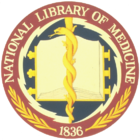 NATIONAL LIBRARY OF MEDICINE
1836